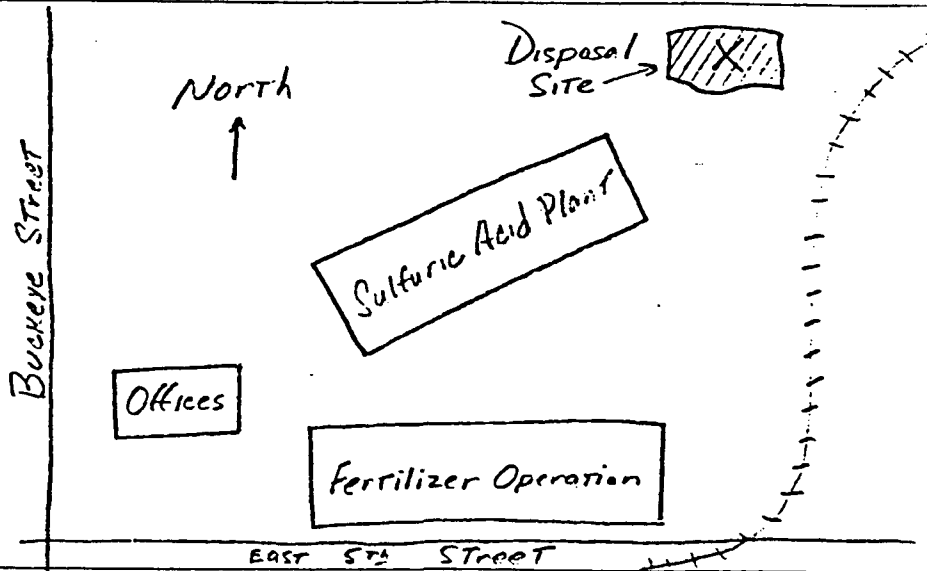 Disposal
Site
X
North
Buckeye Street
Sulfuric Acid Plant
Offices
Fertilizer Operation
East 5th Street